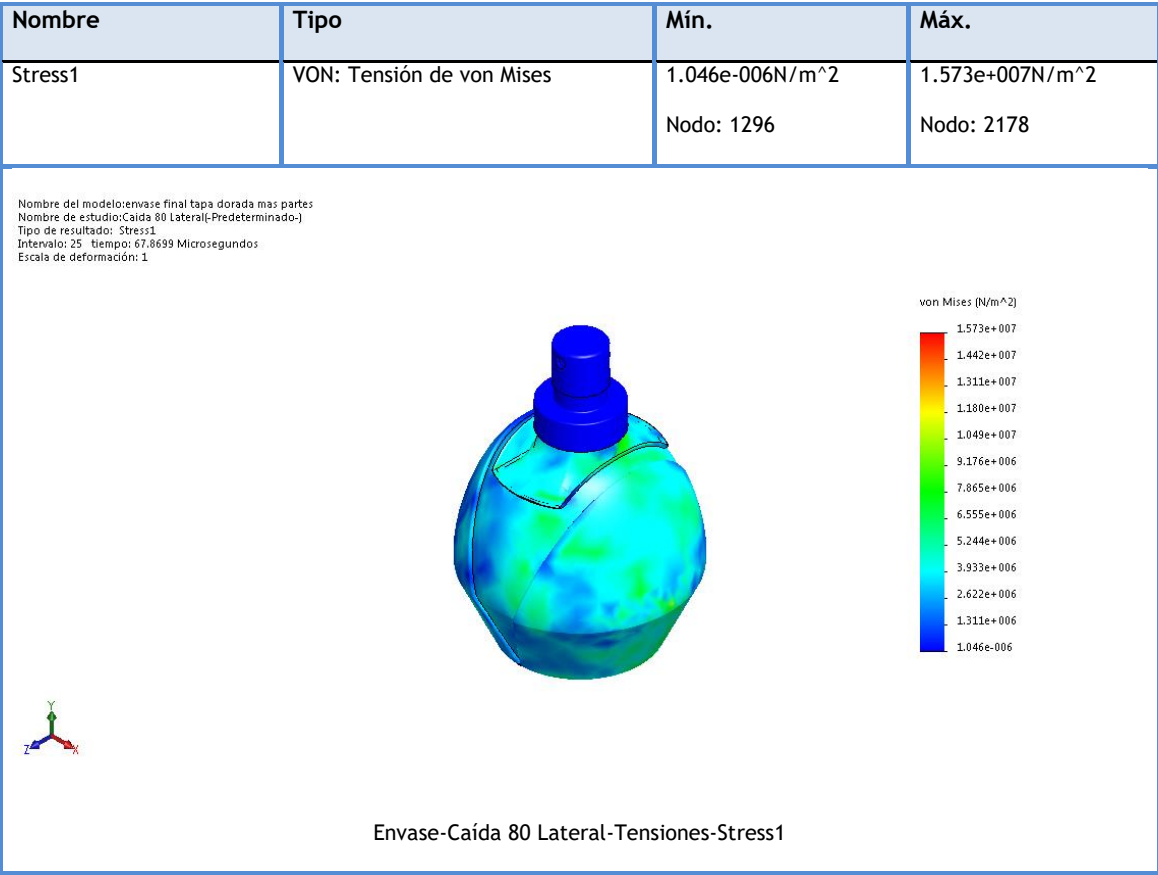 Nombre Tipo Mín. Máx.
Stress1 VON: Tensión de von Mises 1.046e-006N/m^2 1.573e+007N/m^2
Nodo: 1296 Nodo: 2178
Nombre del modelo:envase final tapa dorada mas partes
Nombre de estudio:Caida 80 Lateral(-Predeterminado-)
Tipo de resultado: Stress1
Intervalo: 25 tiempo: 67.8699 Microsegundos
Escala de deformación: 1
von Mises (N/m^2)
1.573e+007
1.442e+007
1.311e+007
1.180e+007
1.049e+007
9.176e+006
7.865e+006
6.555e+006
5.244e+006
3.933e+006
2.622e+006
1.311e+006
1.046e-006
Y
Z X
Envase-Caída 80 Lateral-Tensiones-Stress1